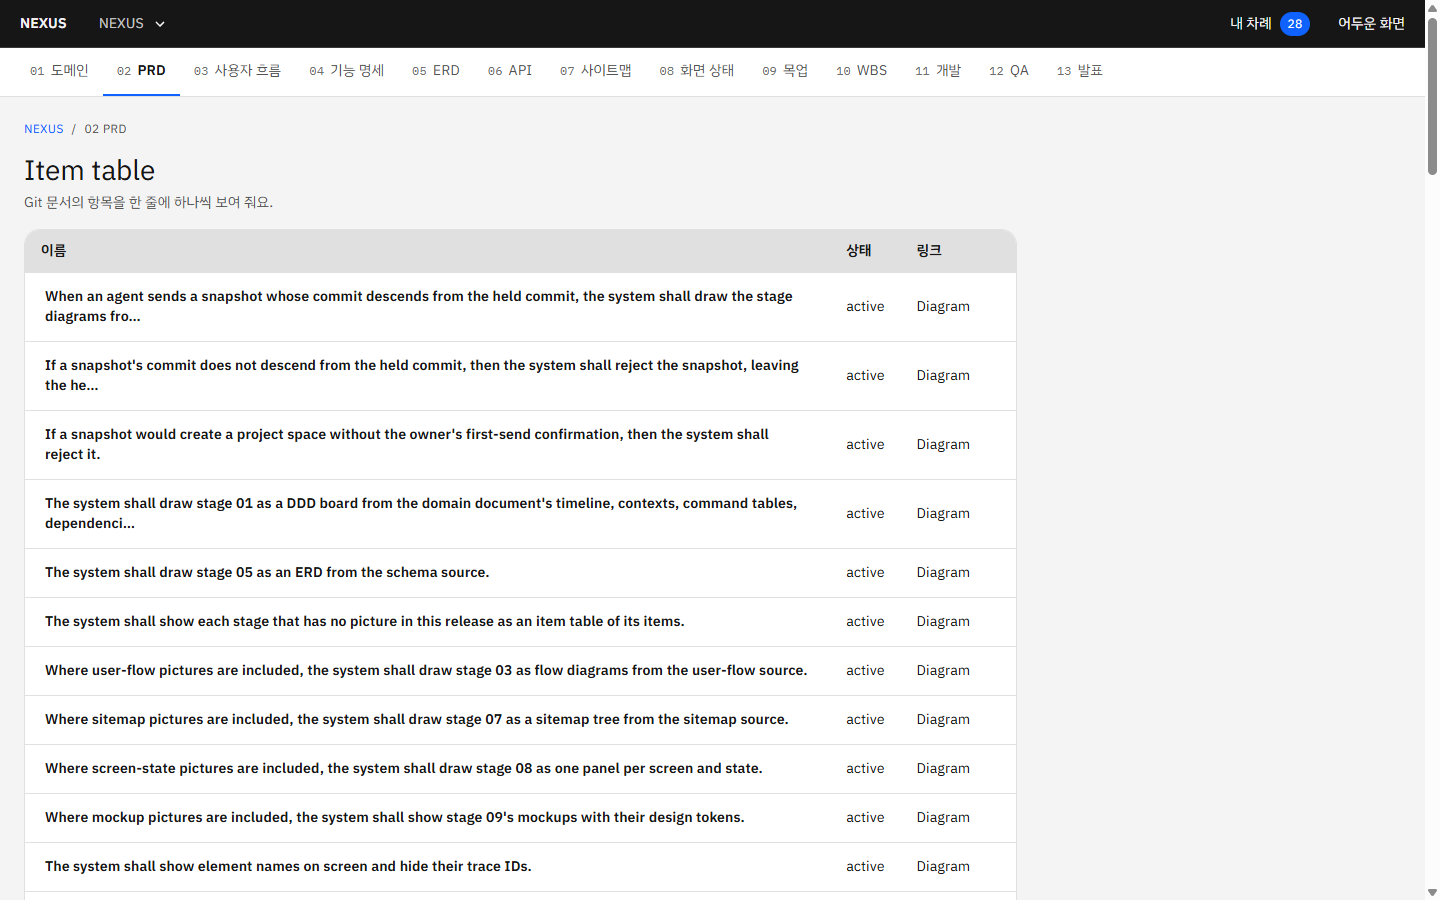 NEXUS NEXUS 내 차례 28 어두운 화면
01 도메인 02 PRD 03 사용자 흐름 04 기능 명세 05 ERD 06 API 07 사이트맵 08 화면 상태 09 목업 10 WBS 11 개발 12 QA 13 발표
NEXUS / 02 PRD
Item table
Git 문서의 항목을 한 줄에 하나씩 보여 줘요.
이름 상태 링크
When an agent sends a snapshot whose commit descends from the held commit, the system shall draw the stage
diagrams fro... active Diagram
If a snapshot's commit does not descend from the held commit, then the system shall reject the snapshot, leaving
the he... active Diagram
If a snapshot would create a project space without the owner's first-send confirmation, then the system shall
reject it. active Diagram
The system shall draw stage 01 as a DDD board from the domain document's timeline, contexts, command tables,
dependenci... active Diagram
The system shall draw stage 05 as an ERD from the schema source. active Diagram
The system shall show each stage that has no picture in this release as an item table of its items. active Diagram
Where user-flow pictures are included, the system shall draw stage 03 as flow diagrams from the user-flow source. active Diagram
Where sitemap pictures are included, the system shall draw stage 07 as a sitemap tree from the sitemap source. active Diagram
Where screen-state pictures are included, the system shall draw stage 08 as one panel per screen and state. active Diagram
Where mockup pictures are included, the system shall show stage 09's mockups with their design tokens. active Diagram
The system shall show element names on screen and hide their trace IDs. active Diagram